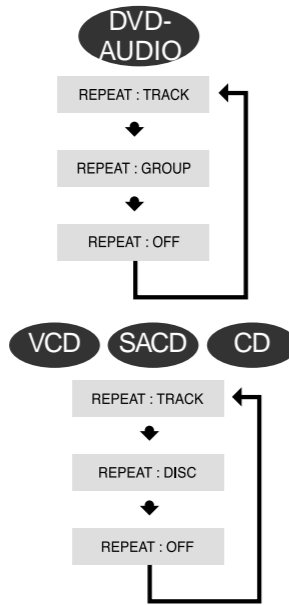 DVD-
AUDIO
REPEAT : TRACK
REPEAT : GROUP
REPEAT : OFF
VCD SACD CD
REPEAT : TRACK
REPEAT : DISC
REPEAT : OFF